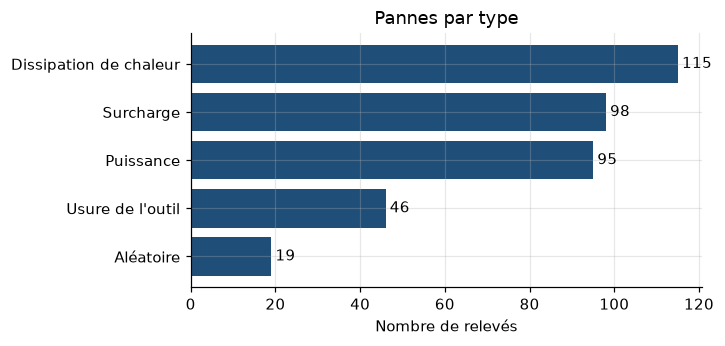 Pannes par type
Dissipation de chaleur 115
Surcharge 98
Puissance 95
Usure de l'outil 46
Aléatoire 19
0 20 40 60 80 100 120
Nombre de relevés